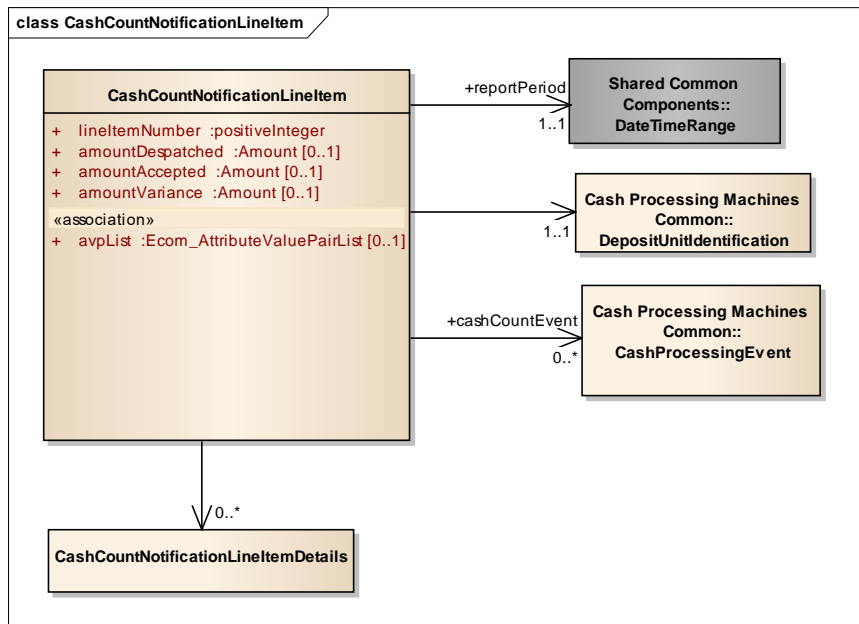 class CashCountNotificationLineItem
CashCountNotificationLineItem
+ lineItemNumber :positiveInteger
+ amountDespatched :Amount [0..1]
+ amountAccepted :Amount [0..1]
+ amountVariance :Amount [0..1]
«association»
+ avpList :Ecom_AttributeValuePairList [0..1]
+reportPeriod
1..1
Shared Common
Components::
DateTimeRange
1..1
Cash Processing Machines
Common::
DepositUnitIdentification
+cashCountEvent
0..*
Cash Processing Machines
Common::
CashProcessingEvent
0..*
CashCountNotificationLineItemDetails